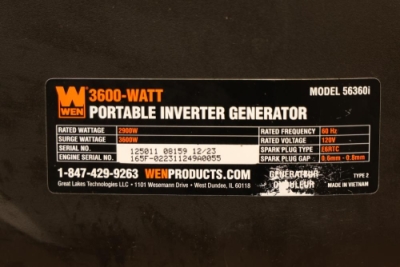 WEN 3600-WATT MODEL 56360i
PORTABLE INVERTER GENERATOR
RATED WATTAGE 2900W RATED FREQUENCY 60 Hz
SURGE WATTAGE 3600W RATED VOLTAGE 120V
SERIAL NO. 125011 08159 12/23 SPARK PLUG TYPE E6RTC
ENGINE SERIAL NO. 165F-022311249A0055 SPARK PLUG GAP 0.6mm - 0.8mm
1-847-429-9263 WENPRODUCTS.COM GÉNÉRATEUR TYPE 2
Great Lakes Technologies LLC / 1101 Wesemann Drive / West Dundee, IL 60118 ONDULEUR MADE IN VIETNAM